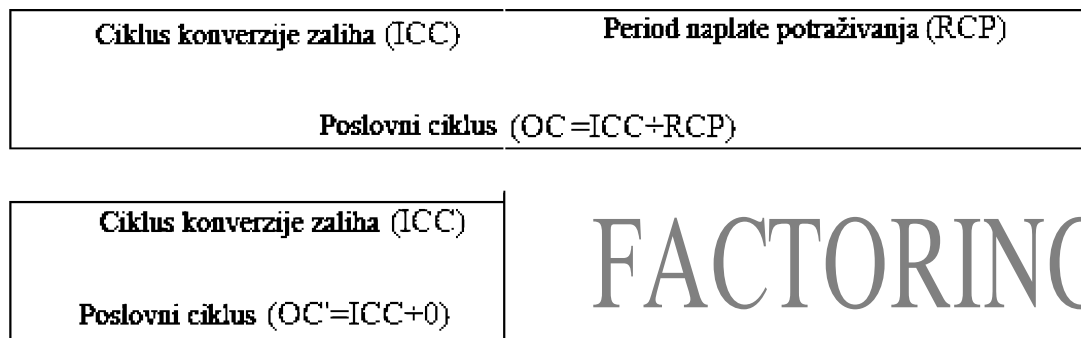 Ciklus konverzije zaliha (ICC)
Period naplate potraživanja (RCP)
Poslovni ciklus (OC=ICC+RCP)
Ciklus konverzije zaliha (ICC)
FACTORING
Poslovni ciklus (OC'=ICC+0)